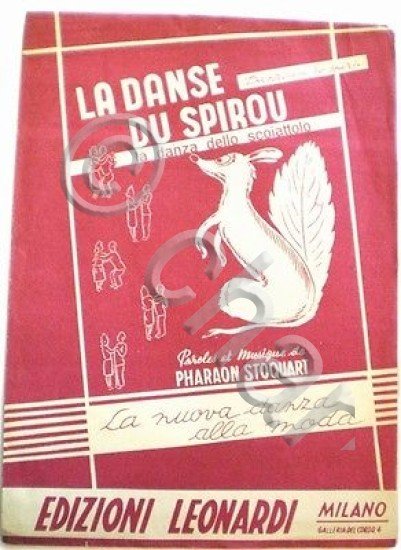 LA DANSE
DU SPIROU
La danza dello scoiattolo
Paroles et Musique de
PHARAON STOQUART
La nuova danza
alla moda
EDIZIONI LEONARDI
MILANO
GALLERIA DEL CORSO 4